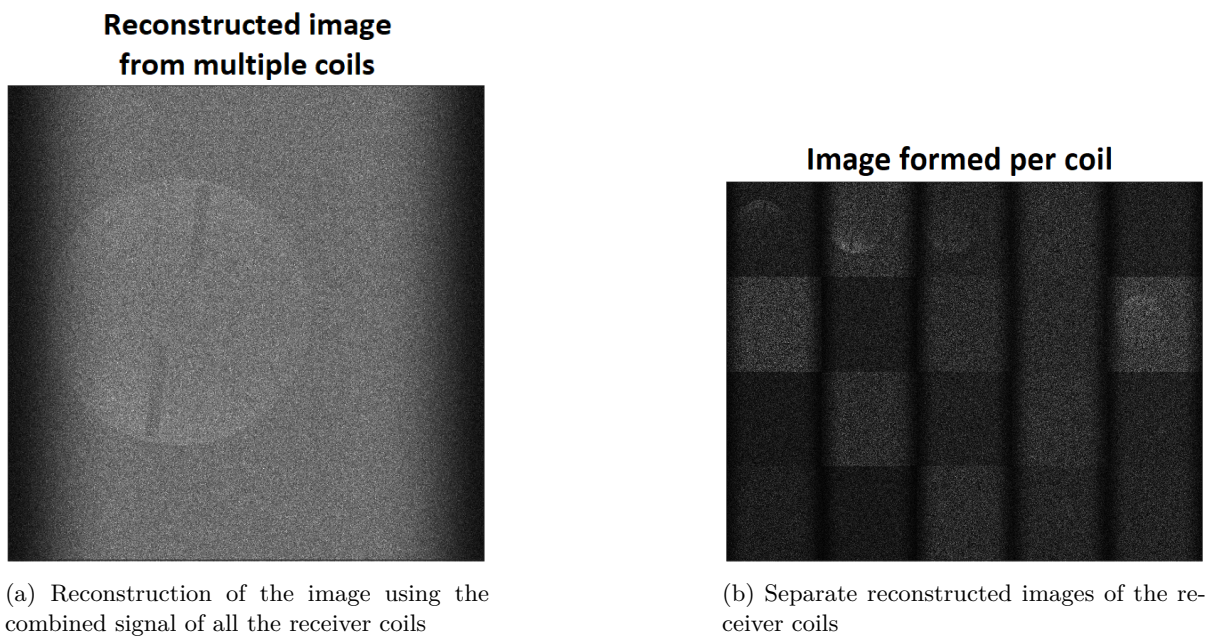 Reconstructed image
from multiple coils
Image formed per coil
(a) Reconstruction of the image using the
combined signal of all the receiver coils
(b) Separate reconstructed images of the re-
ceiver coils